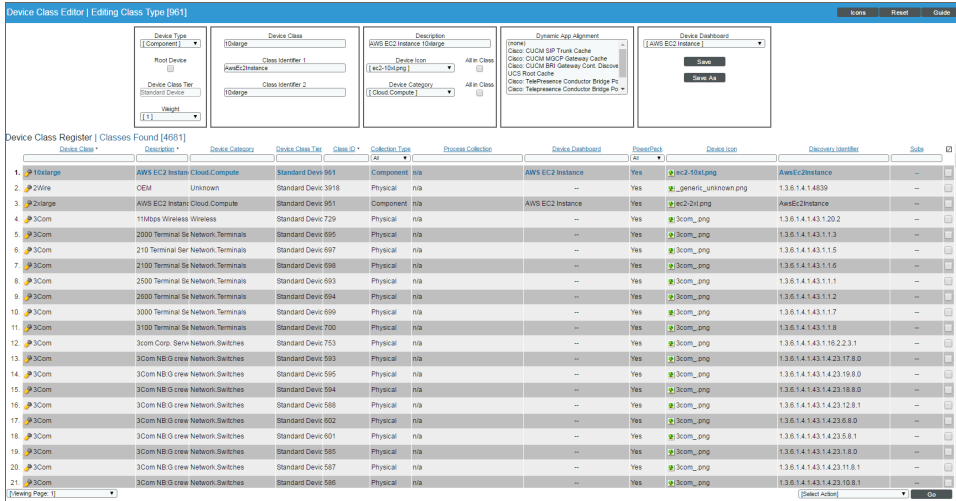 Device Class Editor | Editing Class Type [961] Icons Reset Guide
Device Type Device Class Description Dynamic App Alignment Device Dashboard
[ Component ] 10xlarge AWS EC2 Instance 10xlarge (none) [ AWS EC2 Instance ]
Cisco: CUCM SIP Trunk Cache
Root Device Class Identifier 1 Device Icon All in Class Cisco: CUCM MGCP Gateway Cache Save
AwsEc2Instance [ ec2-10xl.png ] Cisco: CUCM BRI Gateway Cont. Discove
UCS Root Cache
Device Class Tier Class Identifier 2 Device Category All in Class Cisco: TelePresence Conductor Bridge Po Save As
Standard Device 10xlarge [ Cloud.Compute ] Cisco: Telepresence Conductor Bridge Po
Weight
[ 1 ]
Device Class Register | Classes Found [4681]
Device Class Description Device Category Device Class Tier Class ID Collection Type Process Collection Device Dashboard PowerPack Device Icon Discovery Identifier Subs
All All
1. 10xlarge AWS EC2 Instan Cloud.Compute Standard Devi 961 Component n/a AWS EC2 Instance Yes ec2-10xl.png AwsEc2Instance --
2. 2Wire OEM Unknown Standard Devic 3918 Physical n/a -- Yes _generic_unknown.png 1.3.6.1.4.1.4839 --
3. 2xlarge AWS EC2 Instanc Cloud.Compute Standard Devic 951 Component n/a AWS EC2 Instance Yes ec2-2xl.png AwsEc2Instance --
4. 3Com 11Mbps Wireless Wireless Standard Devic 729 Physical n/a -- Yes 3com_.png 1.3.6.1.4.1.43.1.20.2 --
5. 3Com 2000 Terminal Se Network.Terminals Standard Devic 695 Physical n/a -- Yes 3com_.png 1.3.6.1.4.1.43.1.1.3 --
6. 3Com 210 Terminal Ser Network.Terminals Standard Devic 697 Physical n/a -- Yes 3com_.png 1.3.6.1.4.1.43.1.1.5 --
7. 3Com 2100 Terminal Se Network.Terminals Standard Devic 698 Physical n/a -- Yes 3com_.png 1.3.6.1.4.1.43.1.1.6 --
8. 3Com 2500 Terminal Se Network.Terminals Standard Devic 693 Physical n/a -- Yes 3com_.png 1.3.6.1.4.1.43.1.1.1 --
9. 3Com 2600 Terminal Se Network.Terminals Standard Devic 694 Physical n/a -- Yes 3com_.png 1.3.6.1.4.1.43.1.1.2 --
10. 3Com 3000 Terminal Se Network.Terminals Standard Devic 699 Physical n/a -- Yes 3com_.png 1.3.6.1.4.1.43.1.1.7 --
11. 3Com 3100 Terminal Se Network.Terminals Standard Devic 700 Physical n/a -- Yes 3com_.png 1.3.6.1.4.1.43.1.1.8 --
12. 3Com 3com Corp. Serve Network.Switches Standard Devic 753 Physical n/a -- Yes 3com_.png 1.3.6.1.4.1.43.1.16.2.2.3.1 --
13. 3Com 3Com NB:G crew Network.Switches Standard Devic 593 Physical n/a -- Yes 3com_.png 1.3.6.1.4.1.43.1.4.23.17.8.0 --
14. 3Com 3Com NB:G crew Network.Switches Standard Devic 595 Physical n/a -- Yes 3com_.png 1.3.6.1.4.1.43.1.4.23.19.8.0 --
15. 3Com 3Com NB:G crew Network.Switches Standard Devic 594 Physical n/a -- Yes 3com_.png 1.3.6.1.4.1.43.1.4.23.18.8.0 --
16. 3Com 3Com NB:G crew Network.Switches Standard Devic 588 Physical n/a -- Yes 3com_.png 1.3.6.1.4.1.43.1.4.23.12.8.1 --
17. 3Com 3Com NB:G crew Network.Switches Standard Devic 602 Physical n/a -- Yes 3com_.png 1.3.6.1.4.1.43.1.4.23.6.8.0 --
18. 3Com 3Com NB:G crew Network.Switches Standard Devic 601 Physical n/a -- Yes 3com_.png 1.3.6.1.4.1.43.1.4.23.5.8.1 --
19. 3Com 3Com NB:G crew Network.Switches Standard Devic 585 Physical n/a -- Yes 3com_.png 1.3.6.1.4.1.43.1.4.23.1.8.0 --
20. 3Com 3Com NB:G crew Network.Switches Standard Devic 587 Physical n/a -- Yes 3com_.png 1.3.6.1.4.1.43.1.4.23.11.8.1 --
21. 3Com 3Com NB:G crew Network.Switches Standard Devic 586 Physical n/a -- Yes 3com_.png 1.3.6.1.4.1.43.1.4.23.10.8.1 --
[Viewing Page: 1] [Select Action] Go